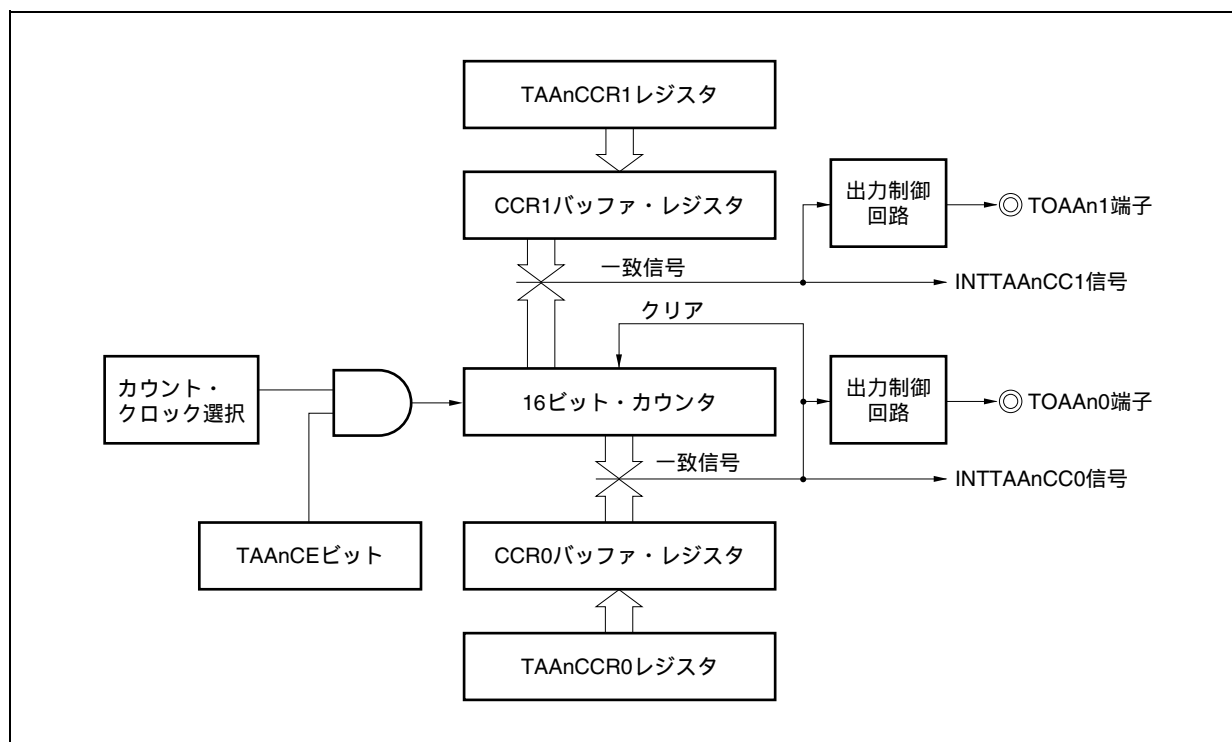 TAAnCCR1レジスタ
CCR1バッファ・レジスタ
出力制御
回路
TOAAn1端子
一致信号
INTTAAnCC1信号
クリア
カウント・
クロック選択
16ビット・カウンタ
出力制御
回路
TOAAn0端子
一致信号
INTTAAnCC0信号
TAAnCEビット
CCR0バッファ・レジスタ
TAAnCCR0レジスタ